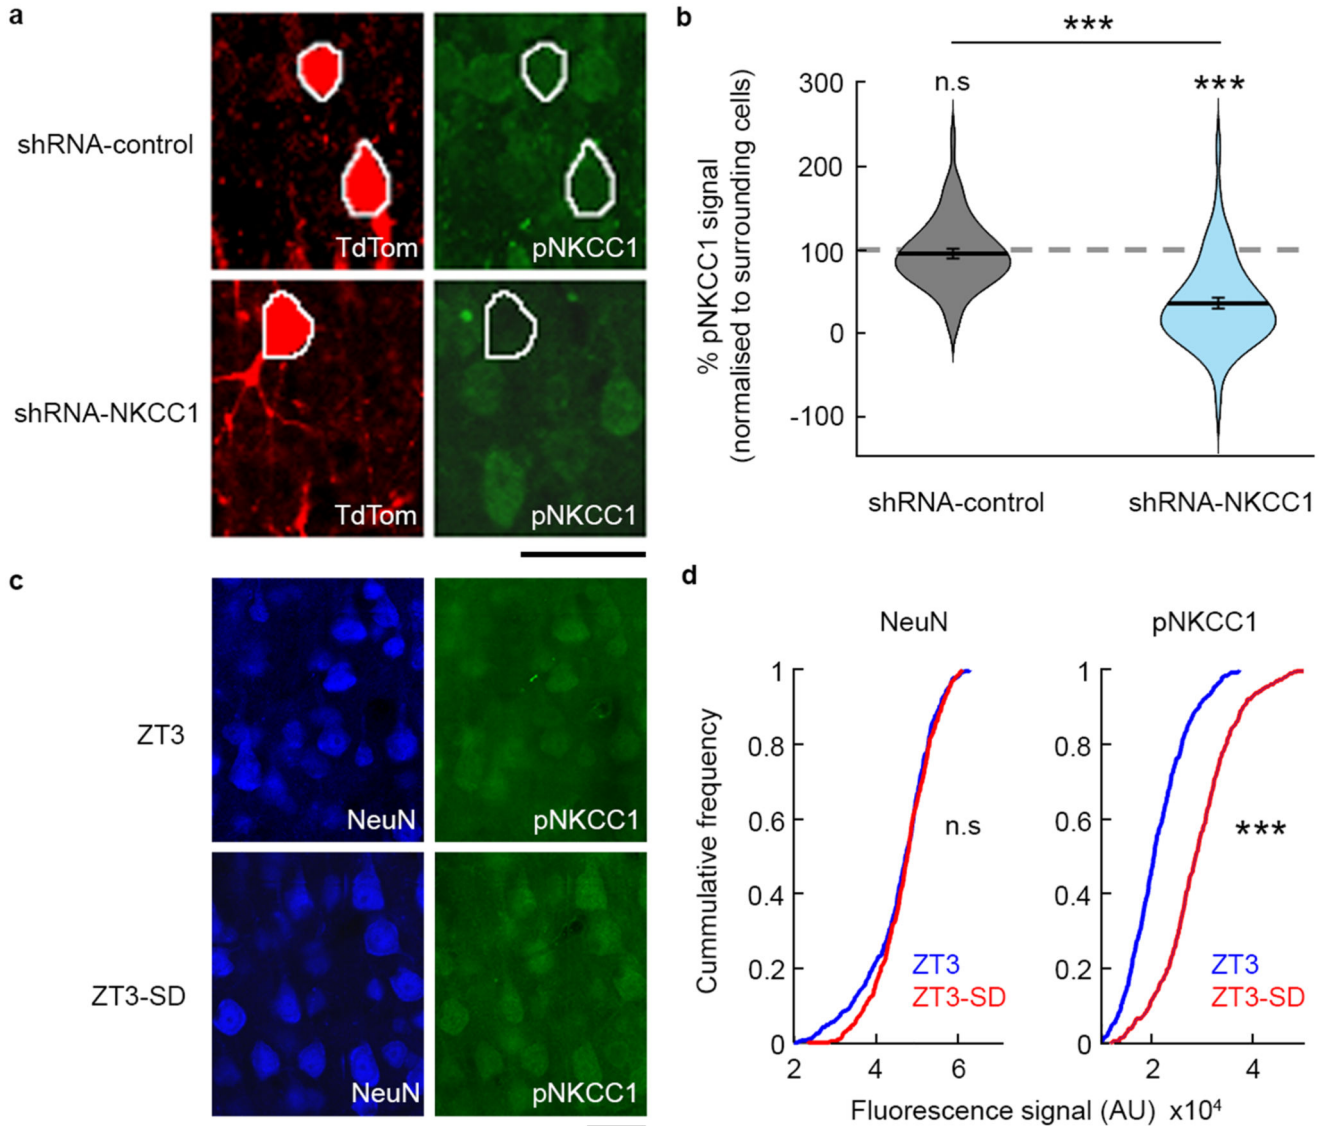 a
shRNA-control
TdTom
pNKCC1
shRNA-NKCC1
TdTom
pNKCC1
b
***
n.s
***
% pNKCC1 signal
(normalised to surrounding cells)
300
200
100
0
-100
shRNA-control
shRNA-NKCC1
c
ZT3
NeuN
pNKCC1
ZT3-SD
NeuN
pNKCC1
d
NeuN
pNKCC1
Cummulative frequency
1
0.8
0.6
0.4
0.2
0
n.s
ZT3
ZT3-SD
2
4
6
1
0.8
0.6
0.4
0.2
0
***
ZT3
ZT3-SD
2
4
Fluorescence signal (AU) x10⁴